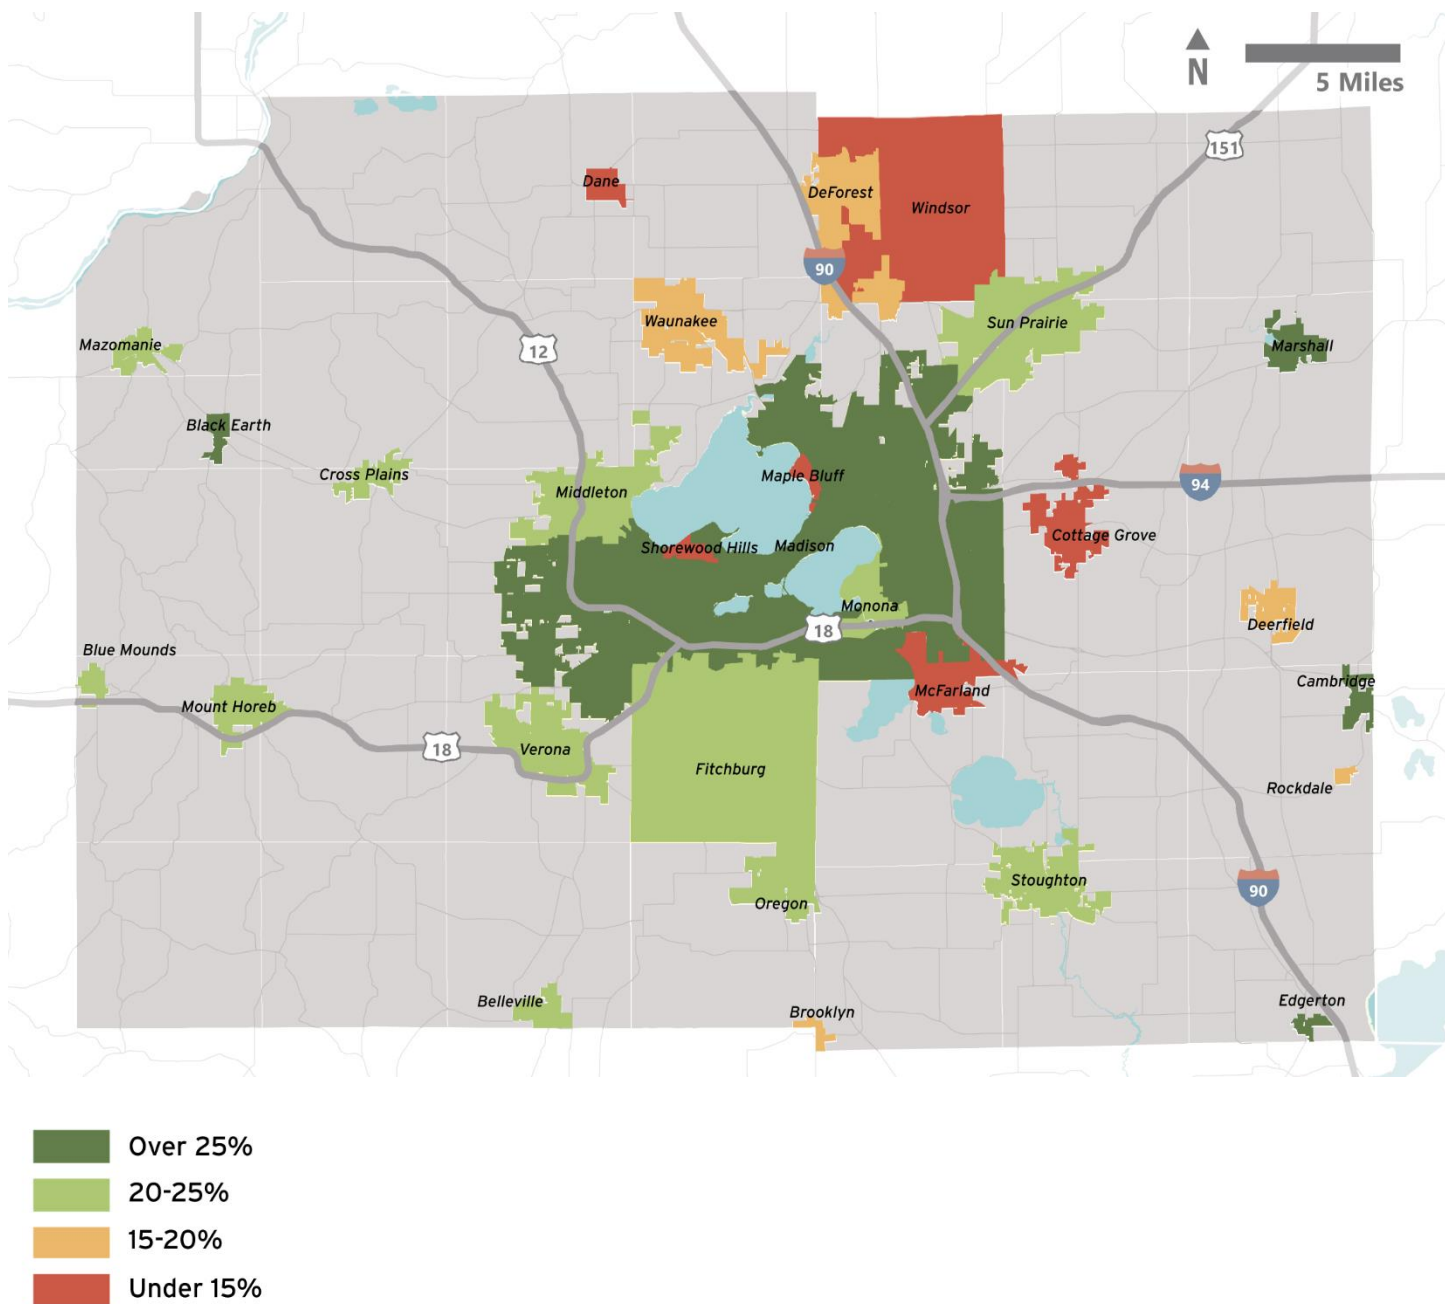 N
5 Miles
151
Dane
DeForest
Windsor
90
Waunakee
Sun Prairie
Mazomanie
12
Marshall
Black Earth
Cross Plains
Maple Bluff
Middleton
94
Cottage Grove
Shorewood Hills
Madison
Monona
Deerfield
18
Blue Mounds
Cambridge
McFarland
Mount Horeb
18
Verona
Fitchburg
Rockdale
Stoughton
90
Oregon
Belleville
Edgerton
Brooklyn
Over 25%
20-25%
15-20%
Under 15%